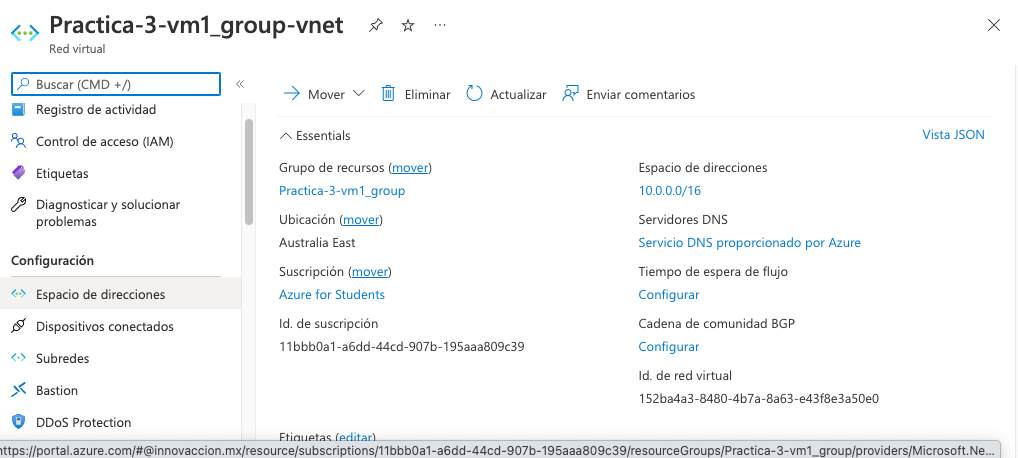 Practica-3-vm1_group-vnet
Red virtual
Buscar (CMD +/)
Registro de actividad
Control de acceso (IAM)
Etiquetas
Diagnosticar y solucionar
problemas
Configuración
Espacio de direcciones
Dispositivos conectados
Subredes
Bastion
DDoS Protection
Mover
Eliminar
Actualizar
Enviar comentarios
Essentials
Vista JSON
Grupo de recursos (mover)
Practica-3-vm1_group
Ubicación (mover)
Australia East
Suscripción (mover)
Azure for Students
Id. de suscripción
11bbb0a1-a6dd-44cd-907b-195aaa809c39
Espacio de direcciones
10.0.0.0/16
Servidores DNS
Servicio DNS proporcionado por Azure
Tiempo de espera de flujo
Configurar
Cadena de comunidad BGP
Configurar
Id. de red virtual
152ba4a3-8480-4b7a-8a63-e43f8e3a50e0
Etiquetas (editar)
https://portal.azure.com/#@innovaccion.mx/resource/subscriptions/11bbb0a1-a6dd-44cd-907b-195aaa809c39/resourceGroups/Practica-3-vm1_group/providers/Microsoft.Ne...